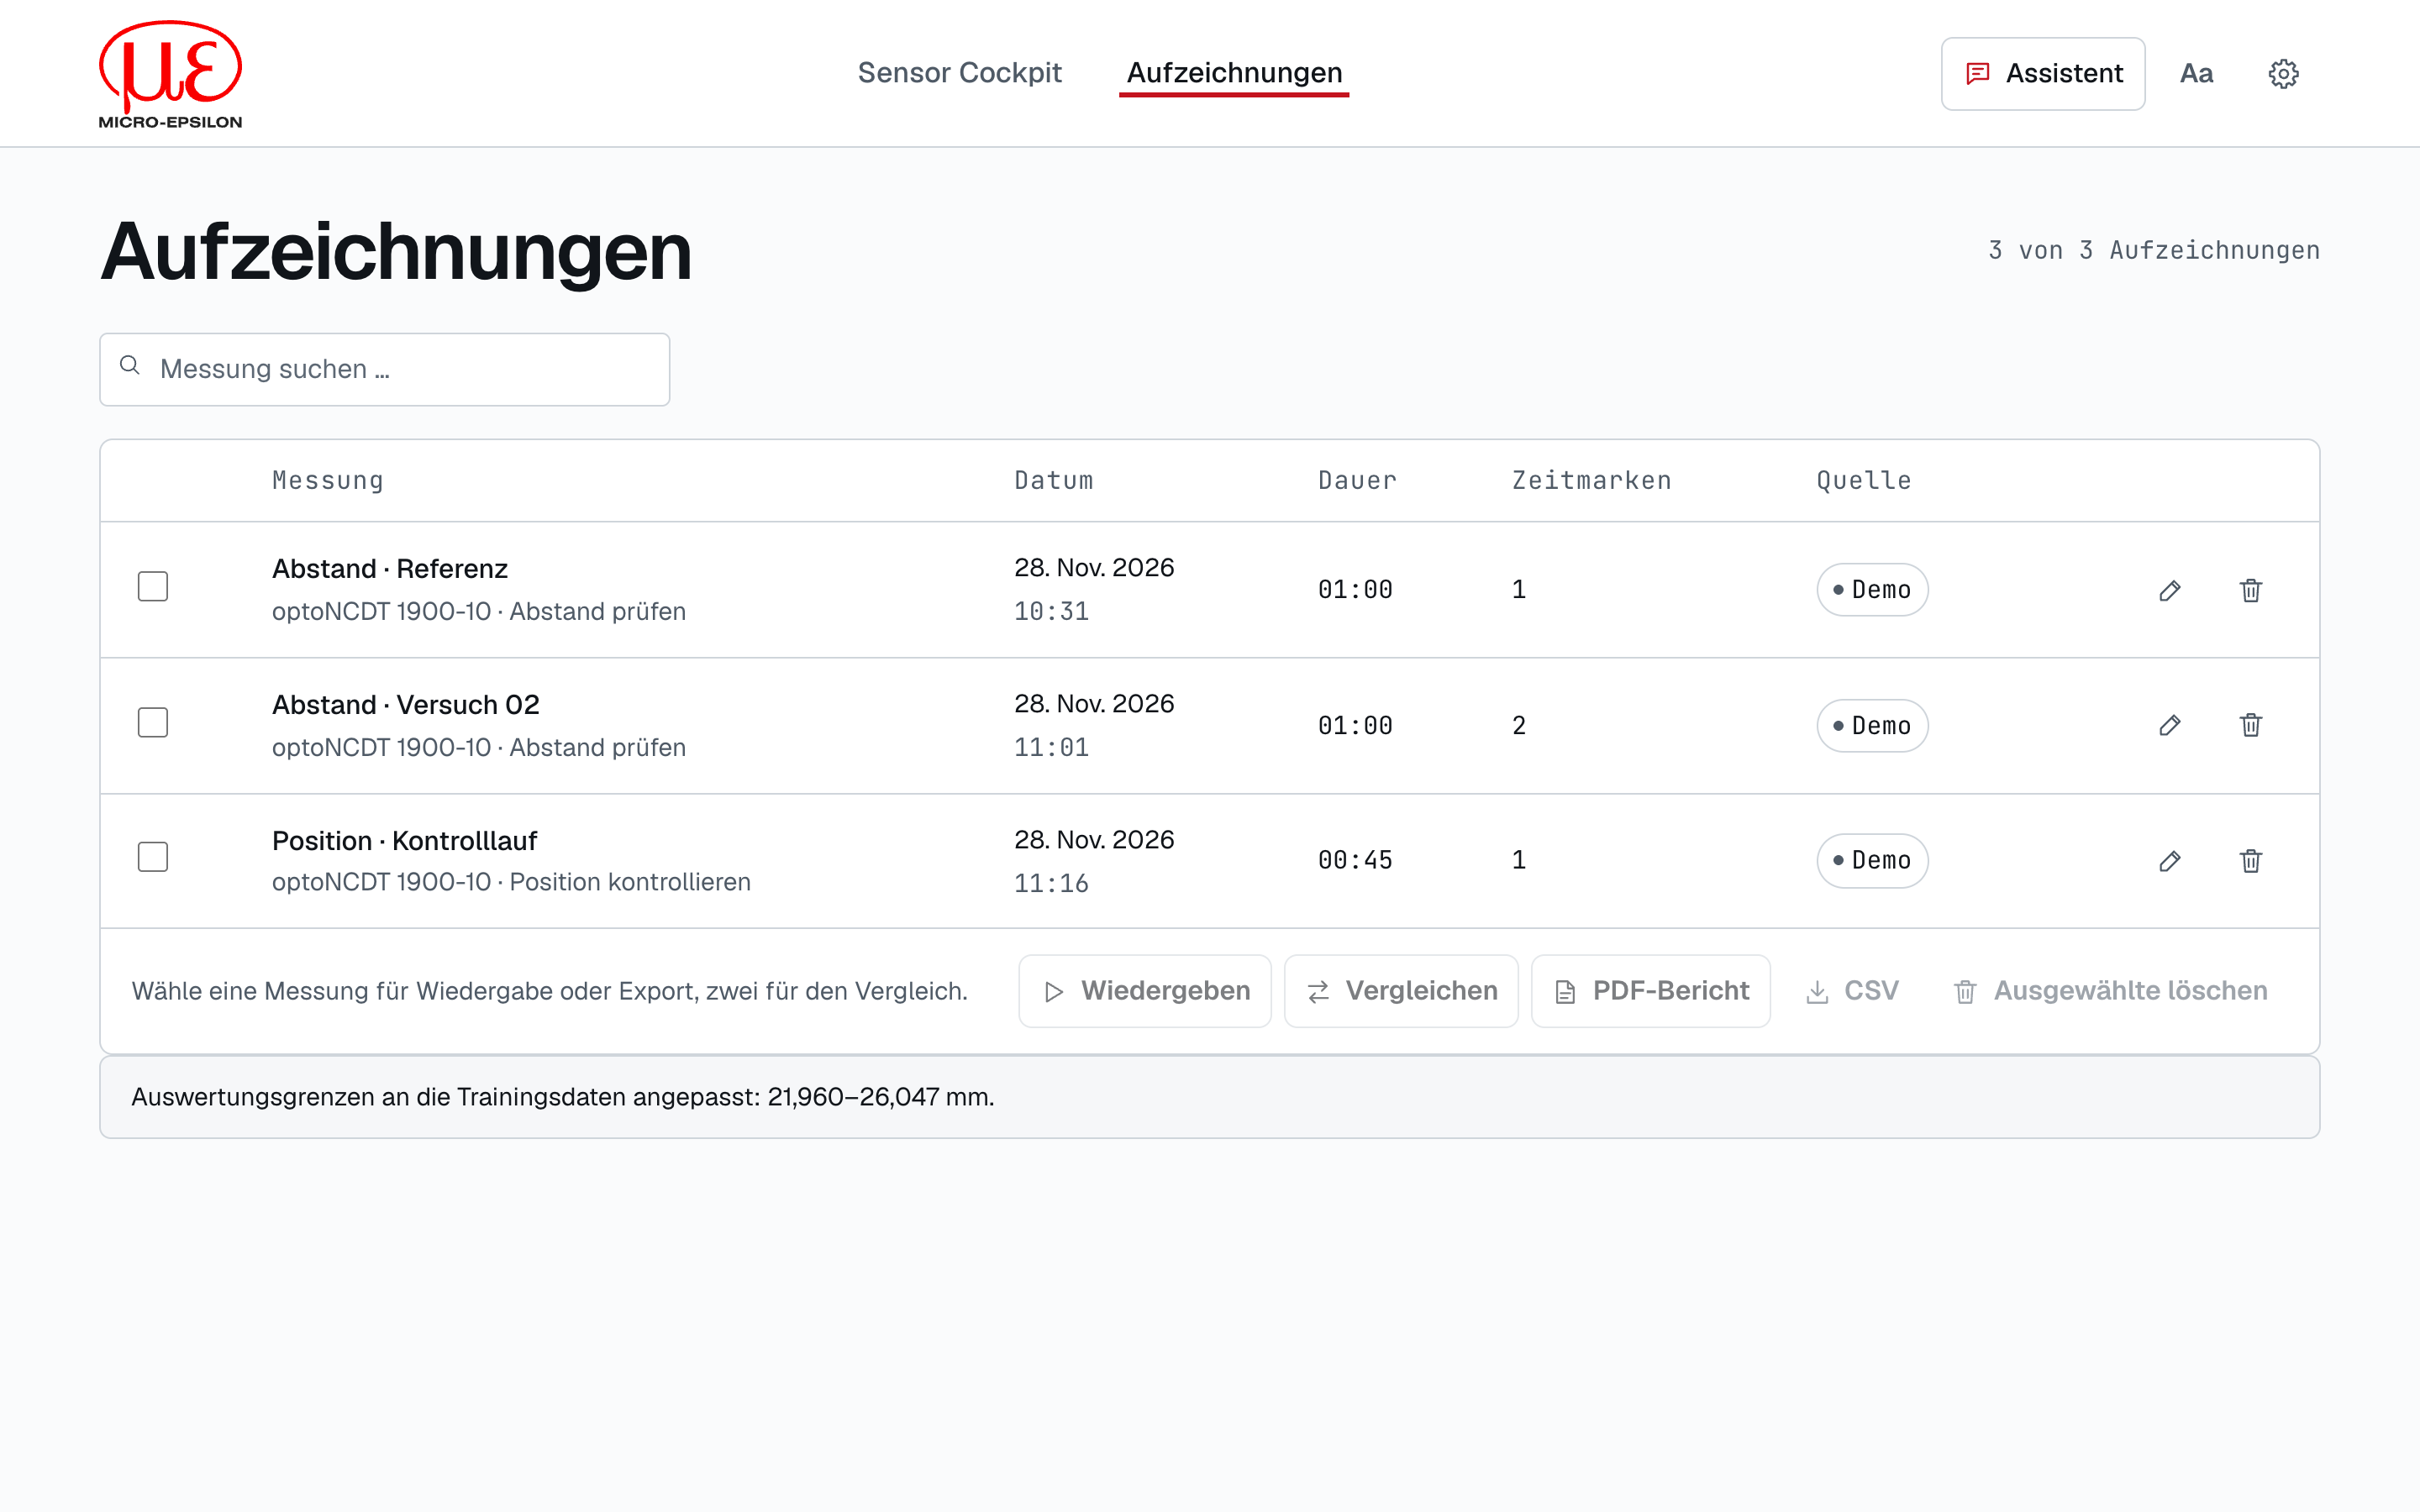 με
MICRO-EPSILON
Sensor Cockpit
Aufzeichnungen
Assistent
Aa
Aufzeichnungen
3 von 3 Aufzeichnungen
Messung suchen …
Messung Datum Dauer Zeitmarken Quelle
Abstand · Referenz
optoNCDT 1900-10 · Abstand prüfen
28. Nov. 2026
10:31
01:00
1
Demo
Abstand · Versuch 02
optoNCDT 1900-10 · Abstand prüfen
28. Nov. 2026
11:01
01:00
2
Demo
Position · Kontrolllauf
optoNCDT 1900-10 · Position kontrollieren
28. Nov. 2026
11:16
00:45
1
Demo
Wähle eine Messung für Wiedergabe oder Export, zwei für den Vergleich.
Wiedergeben
Vergleichen
PDF-Bericht
CSV
Ausgewählte löschen
Auswertungsgrenzen an die Trainingsdaten angepasst: 21,960–26,047 mm.